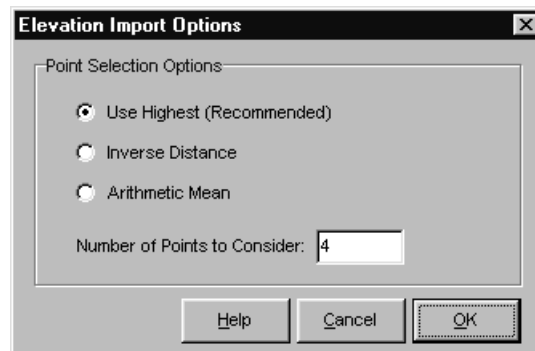 Elevation Import Options
Point Selection Options
Use Highest (Recommended)
Inverse Distance
Arithmetic Mean
Number of Points to Consider: 4
Help Cancel OK